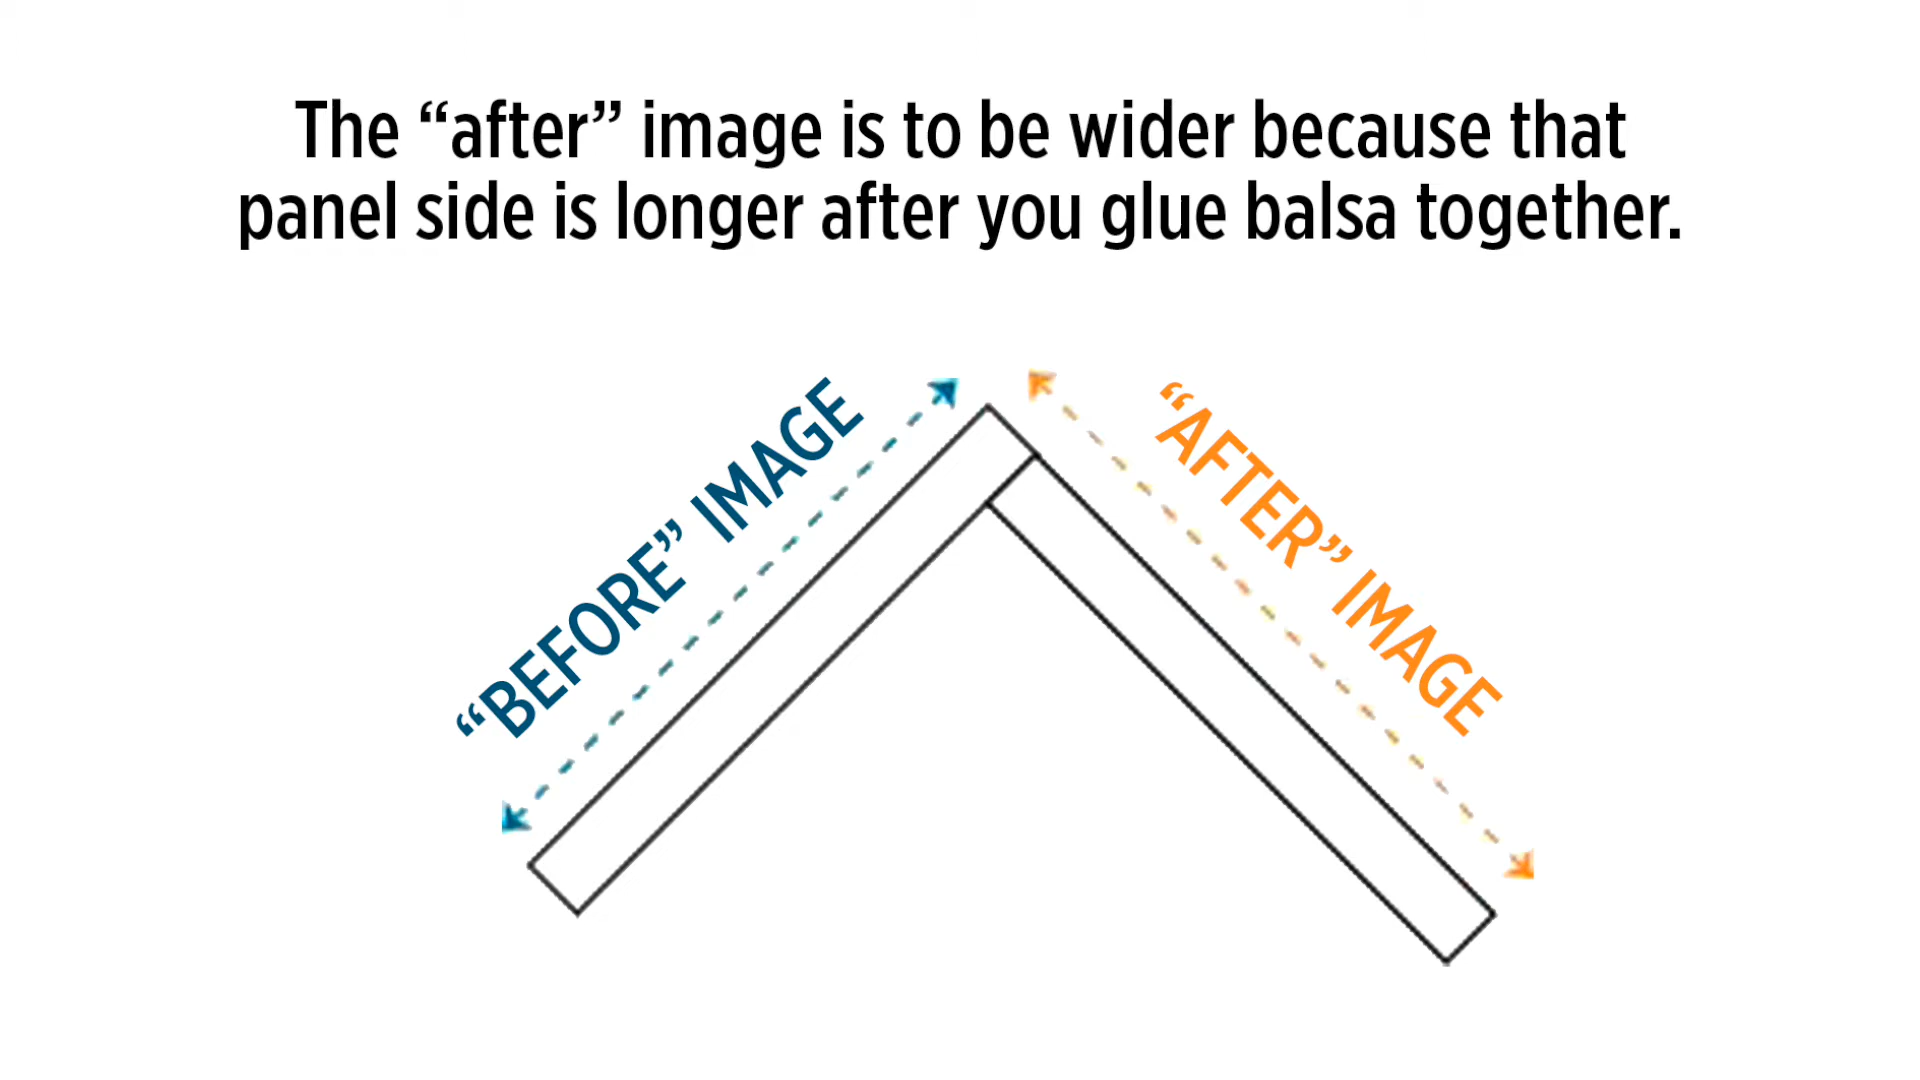 The “after” image is to be wider because that
panel side is longer after you glue balsa together.
“BEFORE” IMAGE
“AFTER” IMAGE